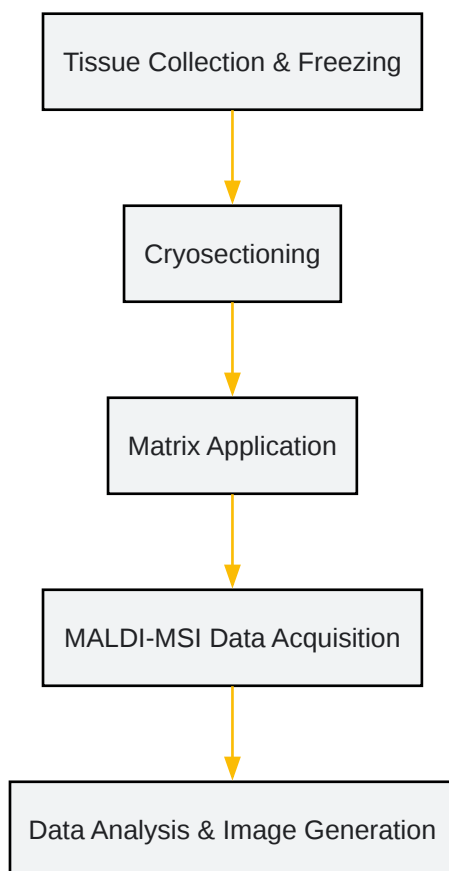 Tissue Collection & Freezing
Cryosectioning
Matrix Application
MALDI-MSI Data Acquisition
Data Analysis & Image Generation